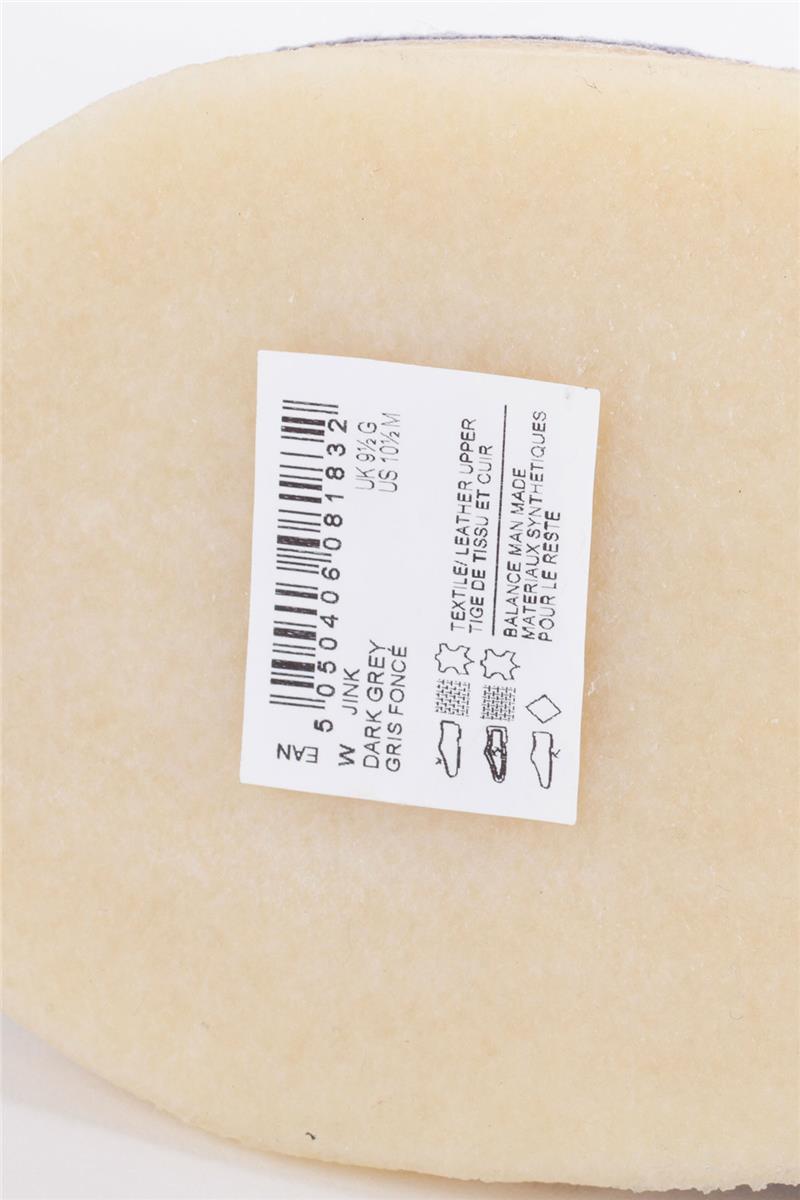 EAN
5 050406 081832
UK 9½ G
US 10½ M
W JINK
DARK GREY
GRIS FONCÉ
TEXTILE/ LEATHER UPPER
TIGE DE TISSU ET CUIR
BALANCE MAN MADE
MATERIAUX SYNTHETIQUES
POUR LE RESTE